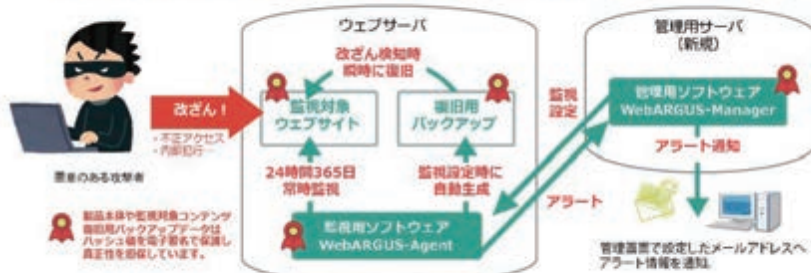 ウェブサーバ
管理用サーバ
(新規)
改ざん検知時
瞬時に復旧
改ざん！
・不正アクセス
・内部犯行…
監視対象
ウェブサイト
復旧用
バックアップ
監視
設定
管理用ソフトウェア
WebARGUS-Manager
24時間365日
常時監視
監視設定時に
自動生成
アラート
アラート通知
悪意のある攻撃者
製品本体や監視対象コンテンツ
復旧用バックアップデータは
ハッシュ値を電子署名で保護し
真正性を担保しています。
監視用ソフトウェア
WebARGUS-Agent
管理画面で設定したメールアドレスへ
アラート情報を通知。